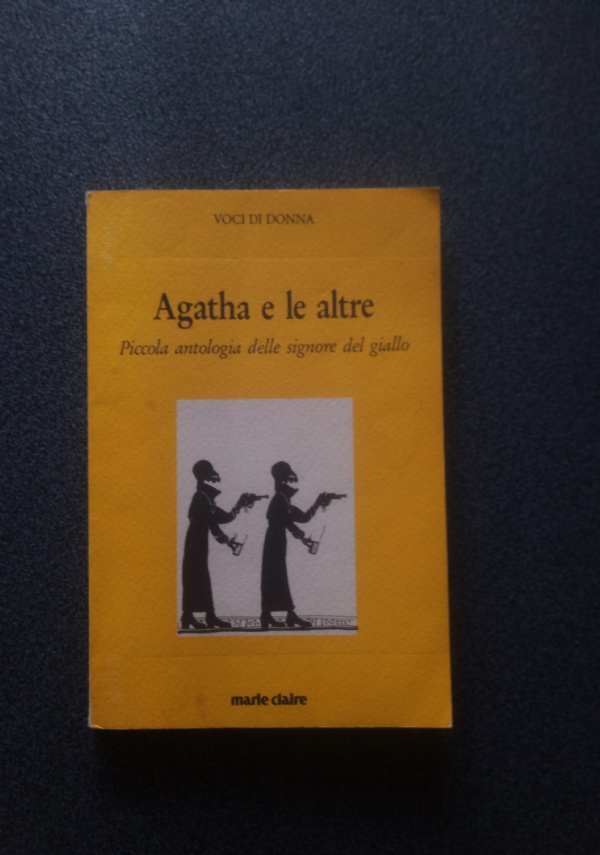 VOCI DI DONNA
Agatha e le altre
Piccola antologia delle signore del giallo
marie claire